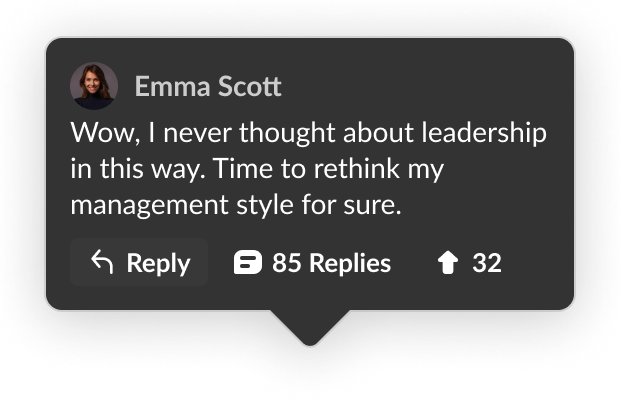 Emma Scott
Wow, I never thought about leadership
in this way. Time to rethink my
management style for sure.
Reply 85 Replies 32